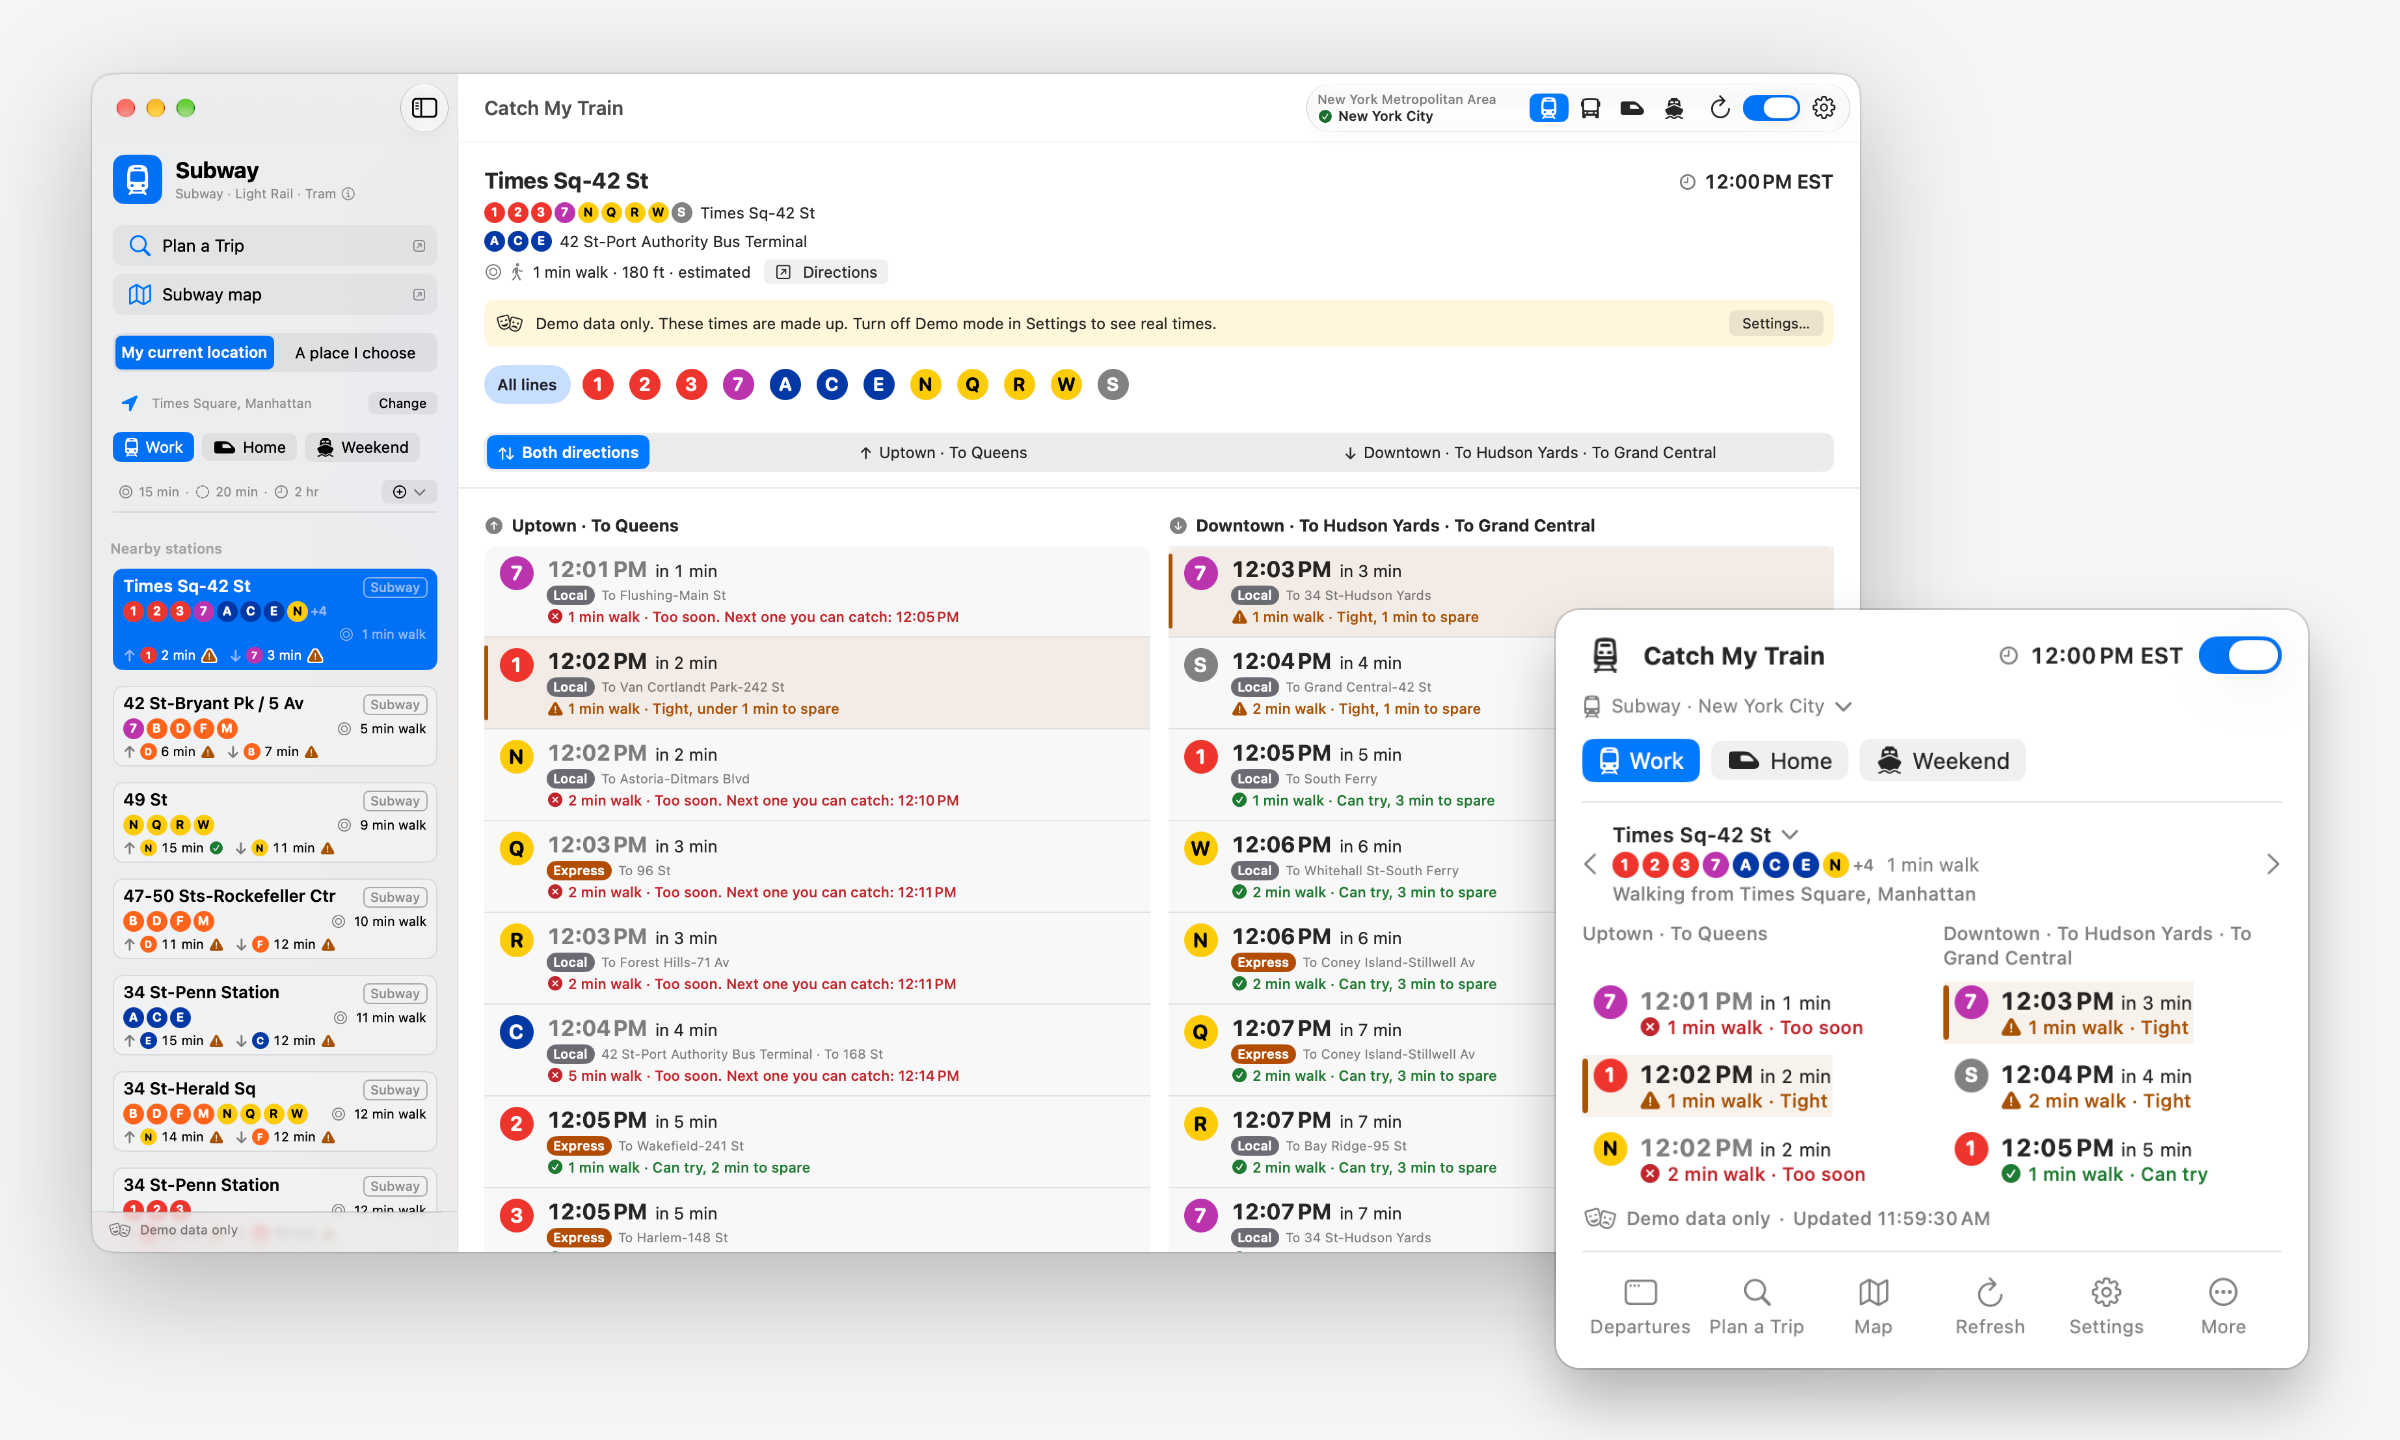 Catch My Train
New York Metropolitan Area
New York City
Subway
Subway · Light Rail · Tram
Plan a Trip
Subway map
My current location
A place I choose
Times Square, Manhattan
Change
Work
Home
Weekend
15 min · 20 min · 2 hr
Nearby stations
Times Sq-42 St
Subway
1 2 3 7 A C E N +4
1 min walk
1 2 min 7 3 min
42 St-Bryant Pk / 5 Av
Subway
7 B D F M
5 min walk
D 6 min B 7 min
49 St
Subway
N Q R W
9 min walk
N 15 min N 11 min
47-50 Sts-Rockefeller Ctr
Subway
B D F M
10 min walk
D 11 min F 12 min
34 St-Penn Station
Subway
A C E
11 min walk
E 15 min C 12 min
34 St-Herald Sq
Subway
B D F M N Q R W
12 min walk
N 14 min F 12 min
34 St-Penn Station
Subway
1 2 3
12 min walk
Demo data only
Times Sq-42 St
12:00 PM EST
1 2 3 7 N Q R W S Times Sq-42 St
A C E 42 St-Port Authority Bus Terminal
1 min walk · 180 ft · estimated
Directions
Demo data only. These times are made up. Turn off Demo mode in Settings to see real times.
Settings...
All lines 1 2 3 7 A C E N Q R W S
Both directions
Uptown · To Queens
Downtown · To Hudson Yards · To Grand Central
Uptown · To Queens
7 12:01 PM in 1 min
Local To Flushing-Main St
1 min walk · Too soon. Next one you can catch: 12:05 PM
1 12:02 PM in 2 min
Local To Van Cortlandt Park-242 St
1 min walk · Tight, under 1 min to spare
N 12:02 PM in 2 min
Local To Astoria-Ditmars Blvd
2 min walk · Too soon. Next one you can catch: 12:10 PM
Q 12:03 PM in 3 min
Express To 96 St
2 min walk · Too soon. Next one you can catch: 12:11 PM
R 12:03 PM in 3 min
Local To Forest Hills-71 Av
2 min walk · Too soon. Next one you can catch: 12:11 PM
C 12:04 PM in 4 min
Local 42 St-Port Authority Bus Terminal · To 168 St
5 min walk · Too soon. Next one you can catch: 12:14 PM
2 12:05 PM in 5 min
Express To Wakefield-241 St
1 min walk · Can try, 2 min to spare
3 12:05 PM in 5 min
Express To Harlem-148 St
Downtown · To Hudson Yards · To Grand Central
7 12:03 PM in 3 min
Local To 34 St-Hudson Yards
1 min walk · Tight, 1 min to spare
S 12:04 PM in 4 min
Local To Grand Central-42 St
2 min walk · Tight, 1 min to spare
1 12:05 PM in 5 min
Local To South Ferry
1 min walk · Can try, 3 min to spare
W 12:06 PM in 6 min
Local To Whitehall St-South Ferry
2 min walk · Can try, 3 min to spare
N 12:06 PM in 6 min
Express To Coney Island-Stillwell Av
2 min walk · Can try, 3 min to spare
Q 12:07 PM in 7 min
Express To Coney Island-Stillwell Av
2 min walk · Can try, 3 min to spare
R 12:07 PM in 7 min
Local To Bay Ridge-95 St
2 min walk · Can try, 3 min to spare
7 12:07 PM in 7 min
Local To 34 St-Hudson Yards
Catch My Train
12:00 PM EST
Subway · New York City
Work
Home
Weekend
Times Sq-42 St
1 2 3 7 A C E N +4 1 min walk
Walking from Times Square, Manhattan
Uptown · To Queens
7 12:01 PM in 1 min
1 min walk · Too soon
1 12:02 PM in 2 min
1 min walk · Tight
N 12:02 PM in 2 min
2 min walk · Too soon
Downtown · To Hudson Yards · To
Grand Central
7 12:03 PM in 3 min
1 min walk · Tight
S 12:04 PM in 4 min
2 min walk · Tight
1 12:05 PM in 5 min
1 min walk · Can try
Demo data only · Updated 11:59:30 AM
Departures
Plan a Trip
Map
Refresh
Settings
More